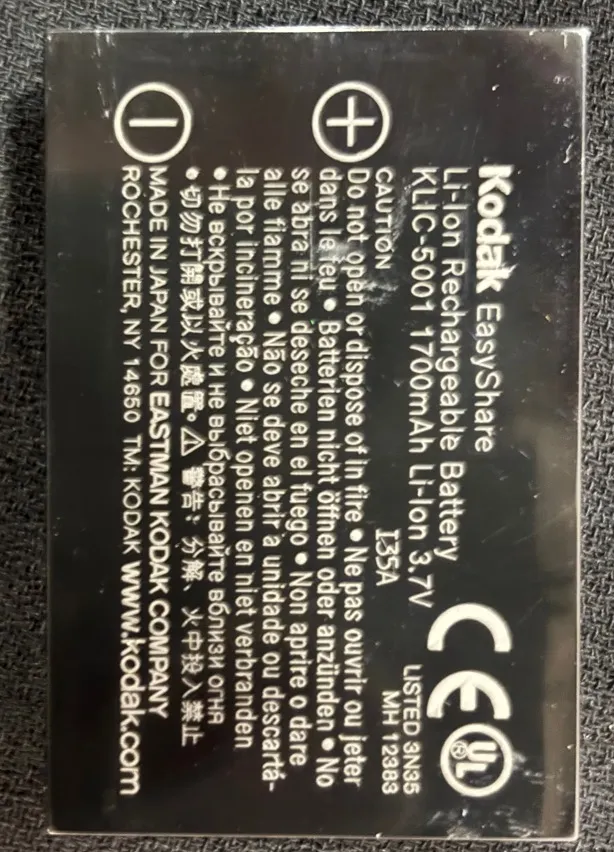 Kodak EasyShare
Li-Ion Rechargeable Battery
KLIC-5001 1700mAh Li-Ion 3.7V
CE
UL
®
LISTED 3N35
MH 12383
I35A
+
CAUTION
Do not open or dispose of in fire • Ne pas ouvrir ou jeter
dans le feu • Batterien nicht öffnen oder anzünden • No
se abra ni se deseche en el fuego • Non aprire o dare
alle fiamme • Não se deve abrir a unidade ou descartá-
la por incineração • Niet openen en niet verbranden
• Не вскрывайте и не выбрасывайте вблизи огня
• 切勿打開或以火處置。⚠ 警告：分解、火中投入禁止
−
MADE IN JAPAN FOR EASTMAN KODAK COMPANY
ROCHESTER, NY 14650 TM: KODAK www.kodak.com